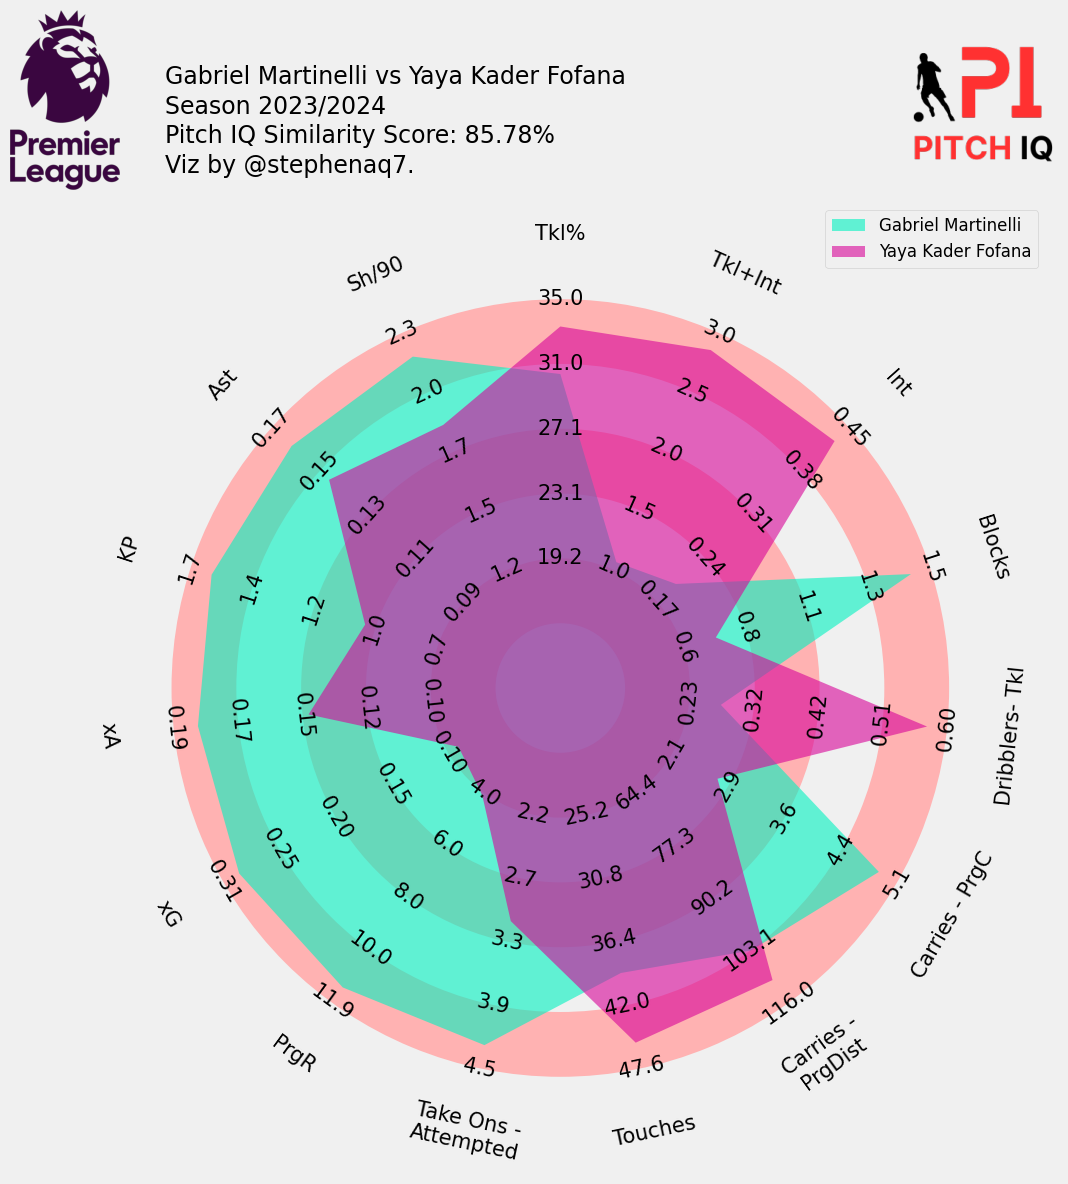 Premier
League
Gabriel Martinelli vs Yaya Kader Fofana
Season 2023/2024
Pitch IQ Similarity Score: 85.78%
Viz by @stephenaq7.
PI
PITCH IQ
Gabriel Martinelli
Yaya Kader Fofana
Tkl%
35.0
31.0
27.1
23.1
19.2
Tkl+Int
3.0
2.5
2.0
1.5
1.0
Int
0.45
0.38
0.31
0.24
0.17
Blocks
1.5
1.3
1.1
0.8
0.6
Dribblers- Tkl
0.60
0.51
0.42
0.32
0.23
Carries - PrgC
5.1
4.4
3.6
2.9
2.1
Carries -
PrgDist
116.0
103.1
90.2
77.3
64.4
Touches
47.6
42.0
36.4
30.8
25.2
Take Ons -
Attempted
4.5
3.9
3.3
2.7
2.2
PrgR
11.9
10.0
8.0
6.0
4.0
xG
0.31
0.25
0.20
0.15
0.10
xA
0.19
0.17
0.15
0.12
0.10
KP
1.7
1.4
1.2
1.0
0.7
Ast
0.17
0.15
0.13
0.11
0.09
Sh/90
2.3
2.0
1.7
1.5
1.2